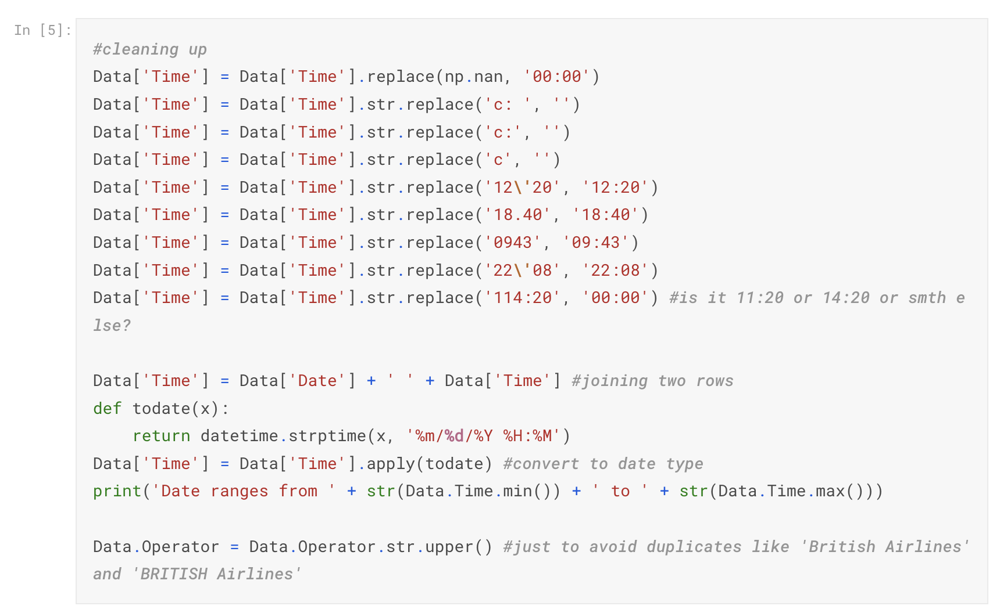 In [5]:
#cleaning up
Data['Time'] = Data['Time'].replace(np.nan, '00:00')
Data['Time'] = Data['Time'].str.replace('c: ', '')
Data['Time'] = Data['Time'].str.replace('c:', '')
Data['Time'] = Data['Time'].str.replace('c', '')
Data['Time'] = Data['Time'].str.replace('12\'20', '12:20')
Data['Time'] = Data['Time'].str.replace('18.40', '18:40')
Data['Time'] = Data['Time'].str.replace('0943', '09:43')
Data['Time'] = Data['Time'].str.replace('22\'08', '22:08')
Data['Time'] = Data['Time'].str.replace('114:20', '00:00') #is it 11:20 or 14:20 or smth e
lse?
Data['Time'] = Data['Date'] + ' ' + Data['Time'] #joining two rows
def todate(x):
    return datetime.strptime(x, '%m/%d/%Y %H:%M')
Data['Time'] = Data['Time'].apply(todate) #convert to date type
print('Date ranges from ' + str(Data.Time.min()) + ' to ' + str(Data.Time.max()))
Data.Operator = Data.Operator.str.upper() #just to avoid duplicates like 'British Airlines'
and 'BRITISH Airlines'